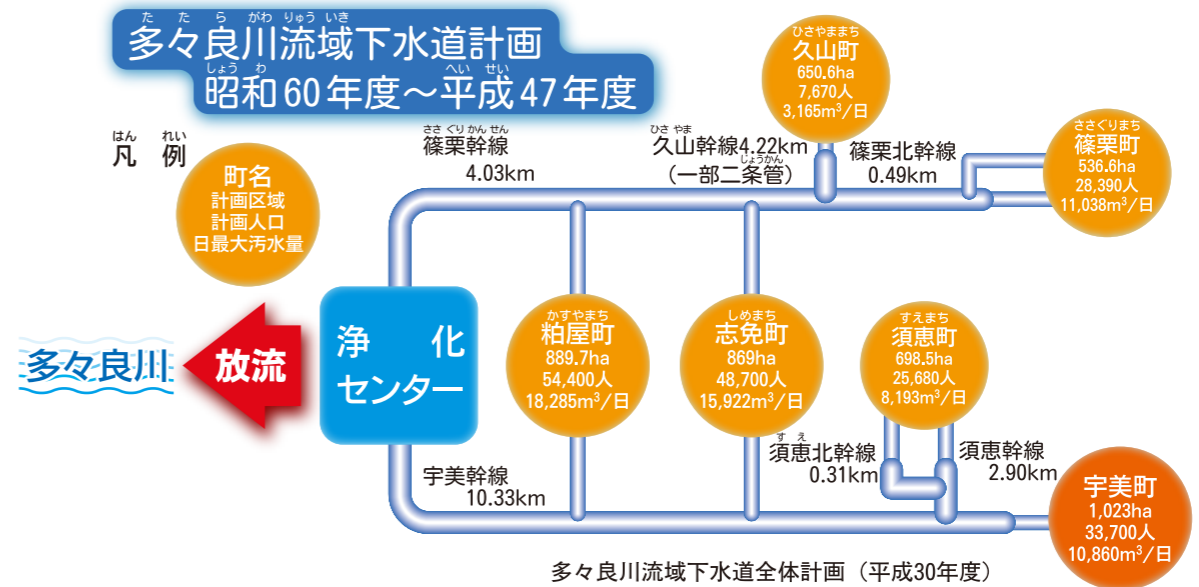 多々良川流域下水道計画
たたらがわりゅういき
昭和60年度～平成47年度
しょうわ
へいせい
凡例
はんれい
町名
計画区域
計画人口
日最大汚水量
篠栗幹線
ささぐりかんせん
4.03km
久山幹線4.22km
ひさやま
（一部二条管）
じょうかん
ひさやままち
久山町
650.6ha
7,670人
3,165m³/日
篠栗北幹線
0.49km
ささぐりまち
篠栗町
536.6ha
28,390人
11,038m³/日
多々良川
放流
浄化
センター
かすやまち
粕屋町
889.7ha
54,400人
18,285m³/日
しめまち
志免町
869ha
48,700人
15,922m³/日
すえまち
須恵町
698.5ha
25,680人
8,193m³/日
すえ
須恵北幹線
0.31km
須恵幹線
2.90km
宇美幹線
10.33km
宇美町
1,023ha
33,700人
10,860m³/日
多々良川流域下水道全体計画（平成30年度）